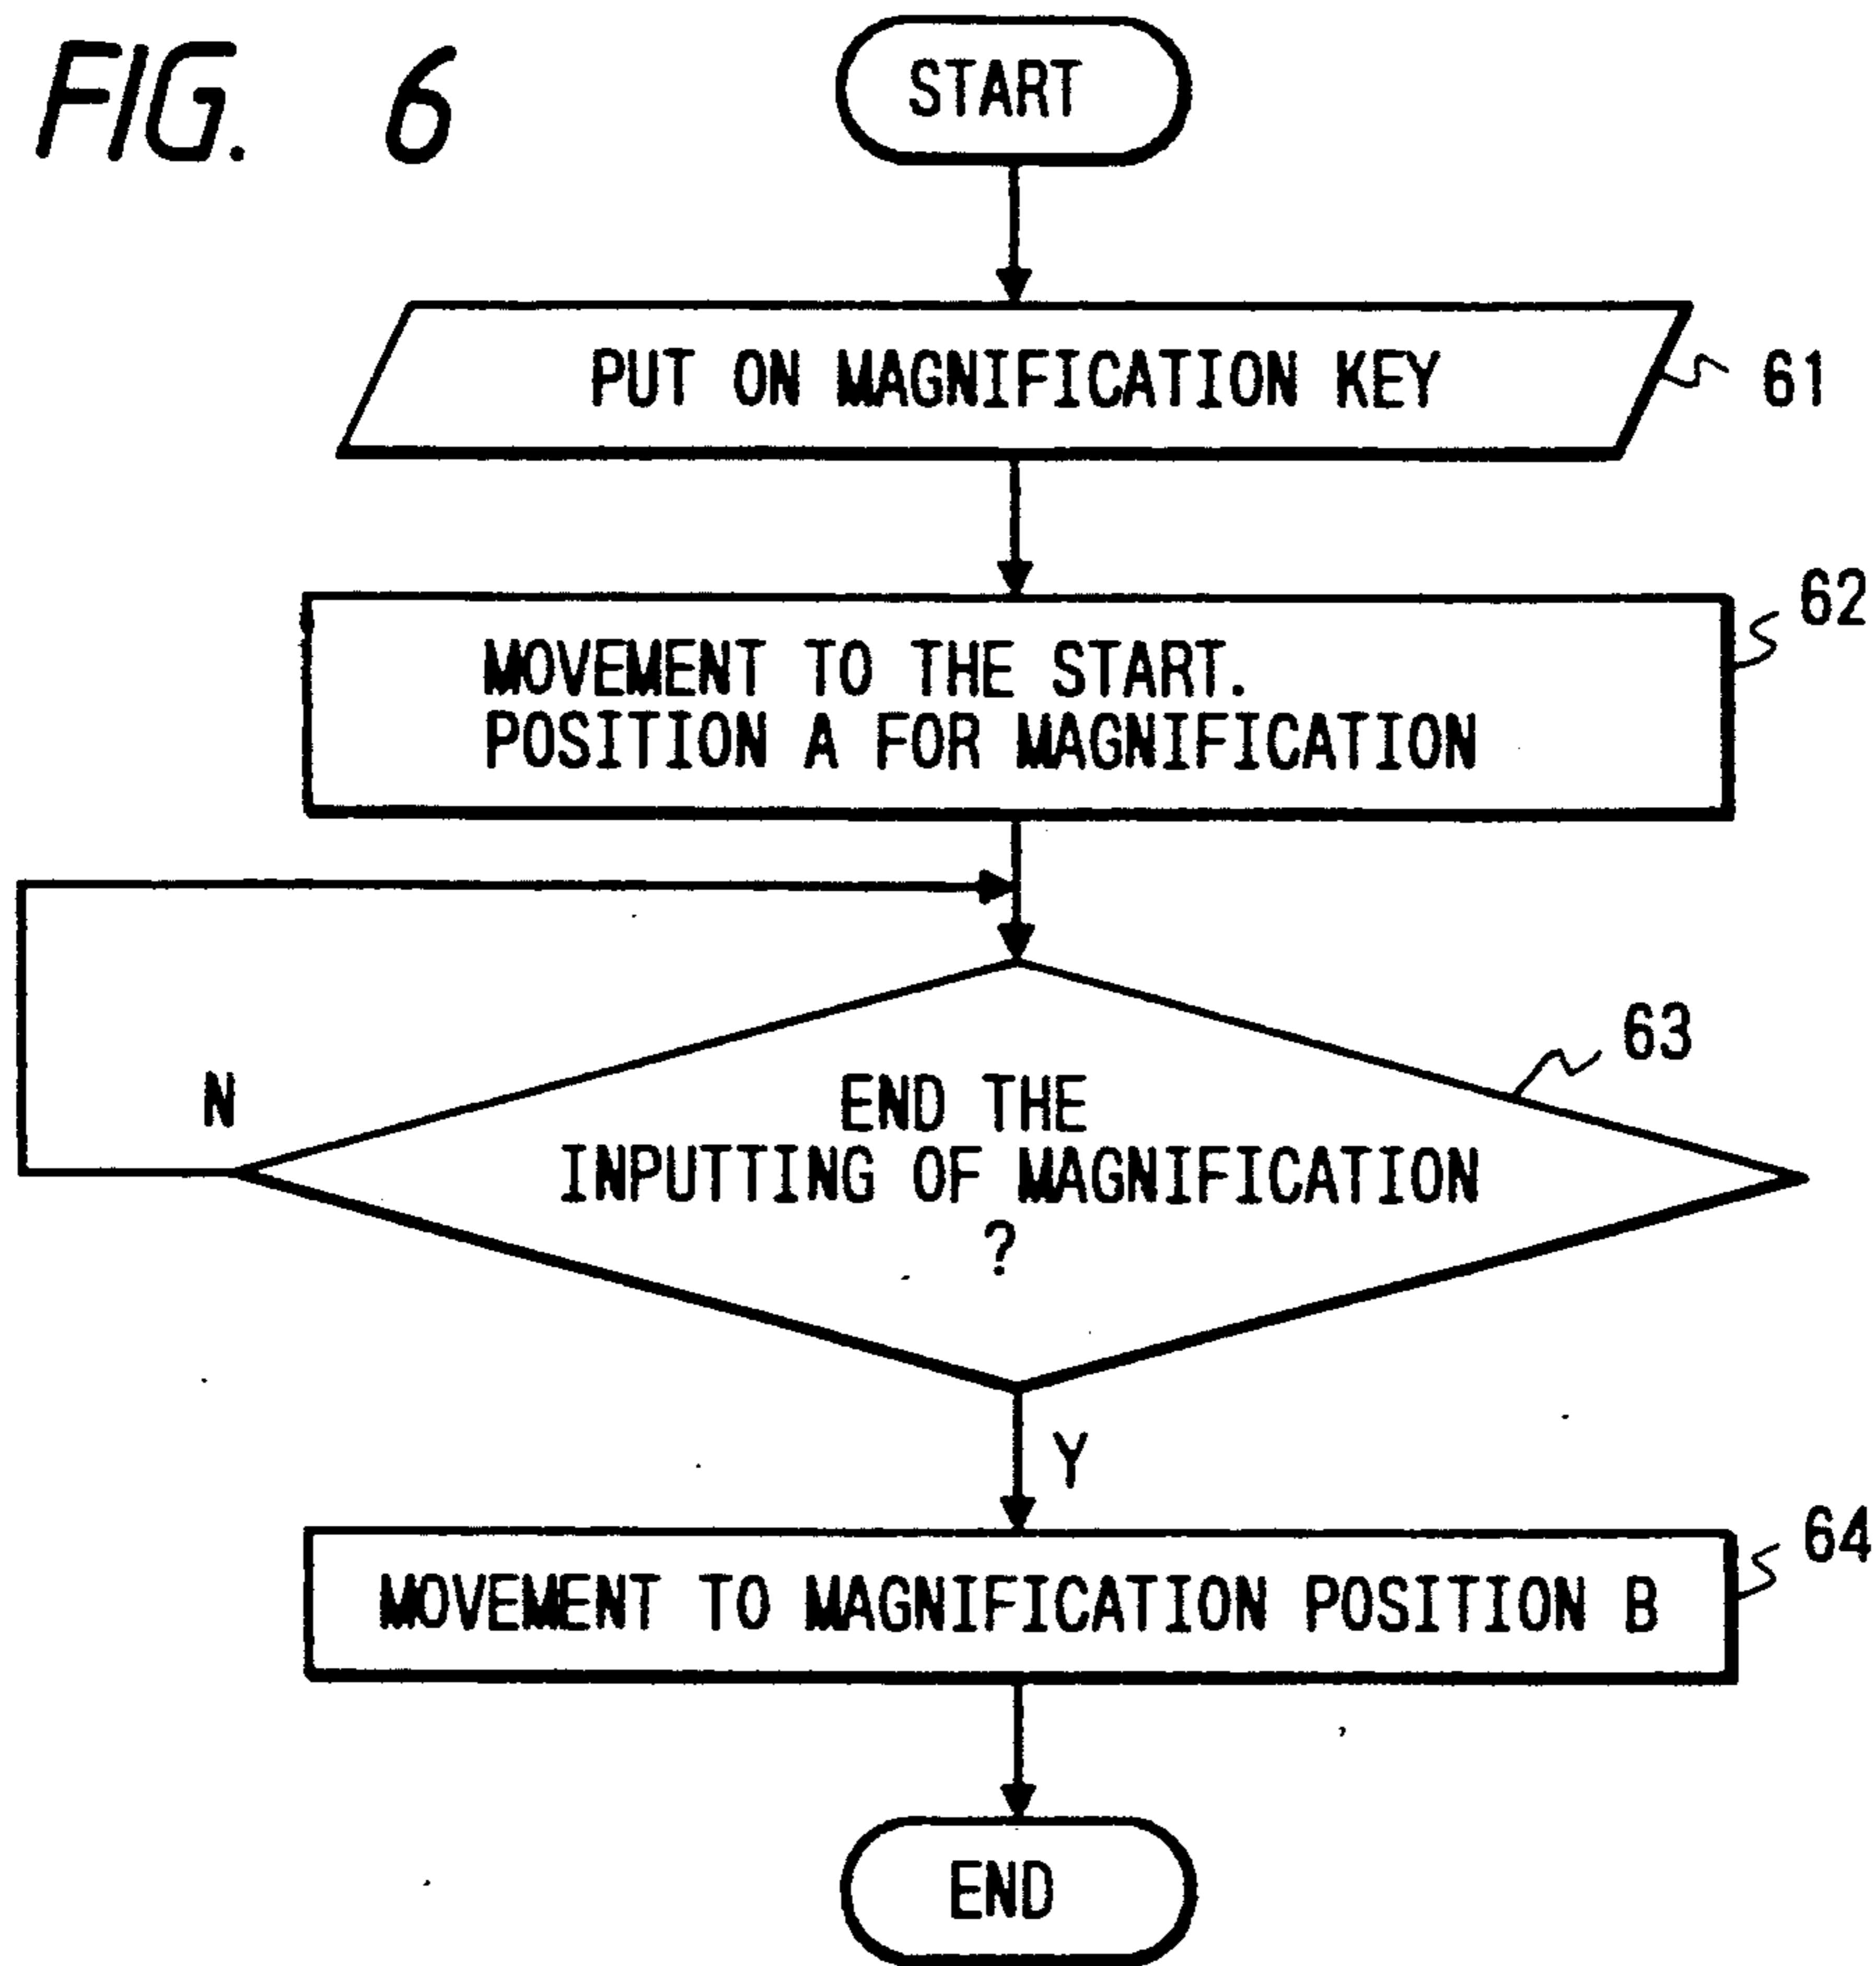 FIG. 6
START
PUT ON MAGNIFICATION KEY
61
62
MOVEMENT TO THE START.
POSITION A FOR MAGNIFICATION
63
N
END THE
INPUTTING OF MAGNIFICATION
?
Y
64
MOVEMENT TO MAGNIFICATION POSITION B
END